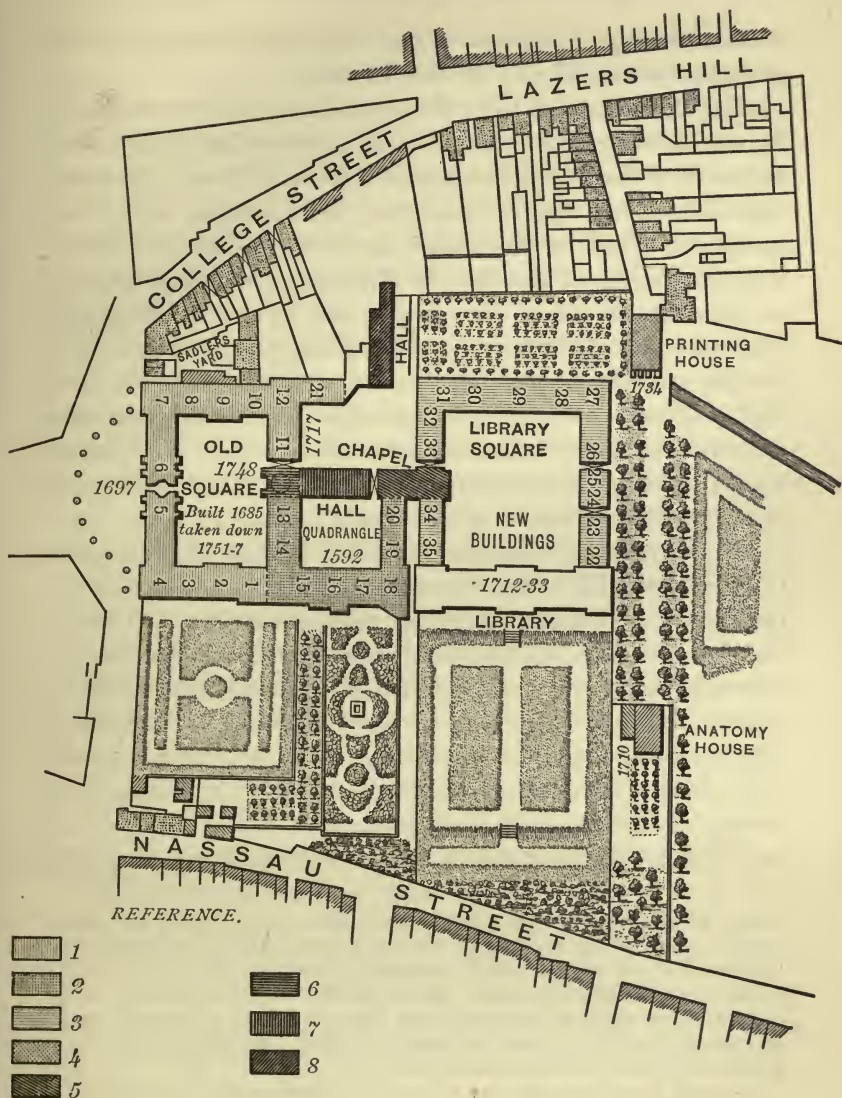 LAZERS HILL
COLLEGE STREET
SADLERS
YARD
HALL
PRINTING
HOUSE
1734
7
8
9
10
12
21
11
1717
31
30
29
28
27
32
33
26
25
24
23
22
34
35
CHAPEL
LIBRARY
SQUARE
OLD
1748
SQUARE
Built 1685
taken down
1751-7
1697
6
5
4
3
2
1
13
14
HALL
QUADRANGLE
1592
20
19
15
16
17
18
NEW
BUILDINGS
1712-33
LIBRARY
ANATOMY
HOUSE
1710
NASSAU STREET
REFERENCE.
1
2
3
4
5
6
7
8